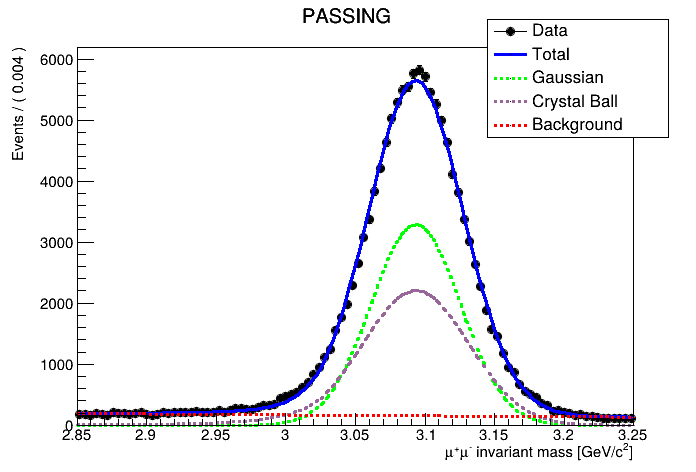 PASSING
Data
Total
Gaussian
Crystal Ball
Background
Events / ( 0.004 )
6000
5000
4000
3000
2000
1000
0
2.85 2.9 2.95 3 3.05 3.1 3.15 3.2 3.25
μ⁺μ⁻ invariant mass [GeV/c²]